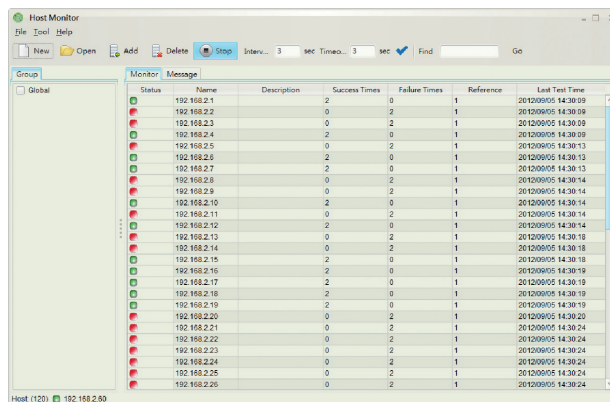 Host Monitor
File Tool Help
New Open Add Delete Stop Interv... 3 sec Timeo... 3 sec Find Go
Group Monitor Message
Global
Status Name Description Success Times Failure Times Reference Last Test Time
192.168.2.1 2 0 1 2012/09/05 14:30:09
192.168.2.2 0 2 1 2012/09/05 14:30:09
192.168.2.3 0 2 1 2012/09/05 14:30:09
192.168.2.4 2 0 1 2012/09/05 14:30:09
192.168.2.5 0 2 1 2012/09/05 14:30:13
192.168.2.6 2 0 1 2012/09/05 14:30:13
192.168.2.7 2 0 1 2012/09/05 14:30:13
192.168.2.8 0 2 1 2012/09/05 14:30:14
192.168.2.9 0 2 1 2012/09/05 14:30:14
192.168.2.10 2 0 1 2012/09/05 14:30:14
192.168.2.11 0 2 1 2012/09/05 14:30:14
192.168.2.12 2 0 1 2012/09/05 14:30:14
192.168.2.13 0 2 1 2012/09/05 14:30:18
192.168.2.14 0 2 1 2012/09/05 14:30:18
192.168.2.15 2 0 1 2012/09/05 14:30:18
192.168.2.16 2 0 1 2012/09/05 14:30:19
192.168.2.17 2 0 1 2012/09/05 14:30:19
192.168.2.18 2 0 1 2012/09/05 14:30:19
192.168.2.19 2 0 1 2012/09/05 14:30:19
192.168.2.20 0 2 1 2012/09/05 14:30:20
192.168.2.21 0 2 1 2012/09/05 14:30:24
192.168.2.22 0 2 1 2012/09/05 14:30:24
192.168.2.23 0 2 1 2012/09/05 14:30:24
192.168.2.24 0 2 1 2012/09/05 14:30:24
192.168.2.25 0 2 1 2012/09/05 14:30:24
192.168.2.26 0 2 1 2012/09/05 14:30:24
Host: (120) 192.168.2.60